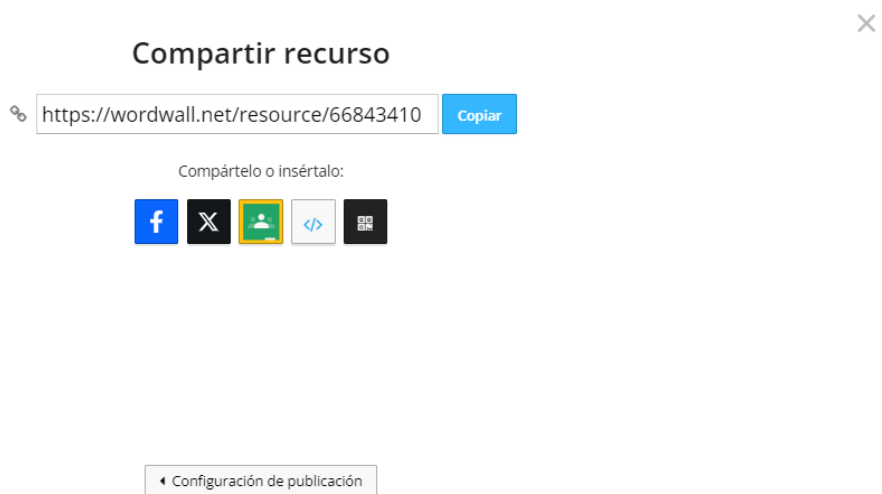 Compartir recurso
https://wordwall.net/resource/66843410
Copiar
Compártelo o insértalo:
Configuración de publicación